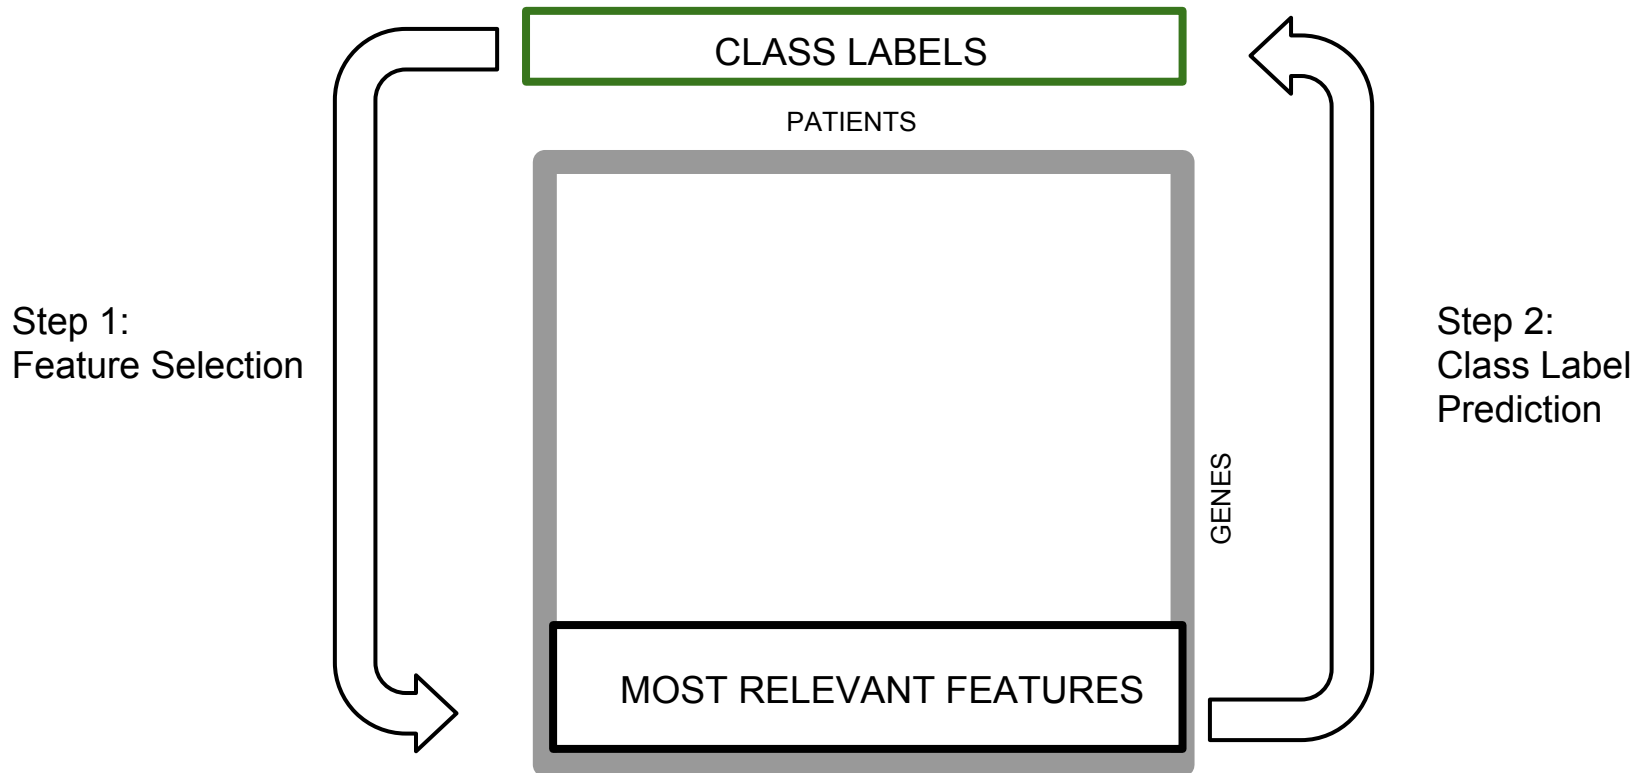 CLASS LABELS
PATIENTS
Step 1:
Feature Selection
Step 2:
Class Label
Prediction
GENES
MOST RELEVANT FEATURES